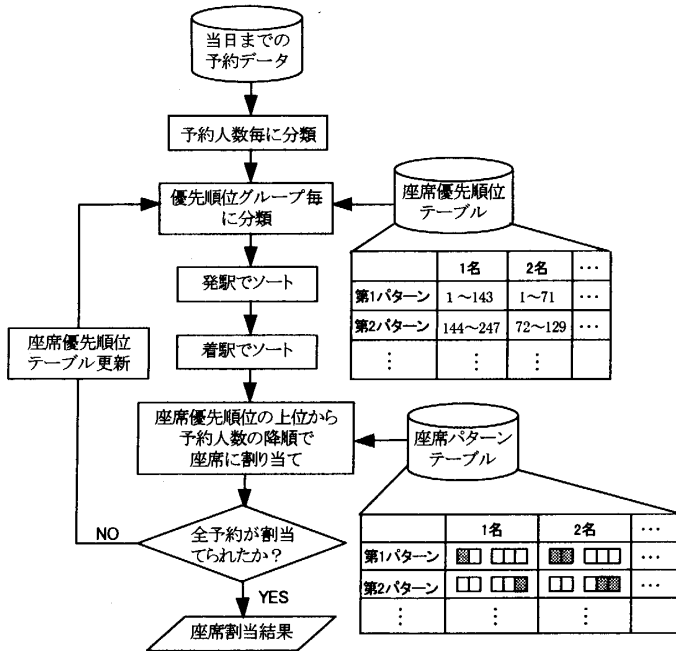 当日までの
予約データ
予約人数毎に分類
優先順位グループ毎
に分類
座席優先順位
テーブル
1名 2名 ···
第1パターン 1～143 1～71 ···
第2パターン 144～247 72～129 ···
⋮ ⋮ ⋮
発駅でソート
座席優先順位
テーブル更新
着駅でソート
座席優先順位の上位から
予約人数の降順で
座席に割り当て
座席パターン
テーブル
1名 2名 ···
第1パターン ···
第2パターン ···
⋮ ⋮ ⋮
NO
全予約が割当
てられたか？
YES
座席割当結果